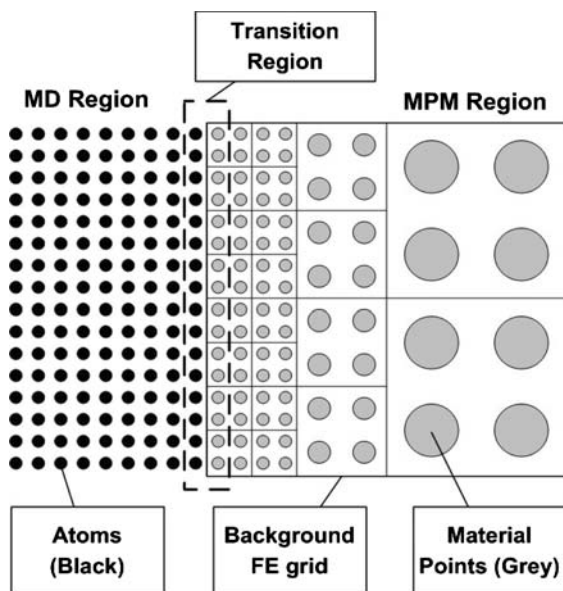 Transition
Region
MD Region
MPM Region
Atoms
(Black)
Background
FE grid
Material
Points (Grey)